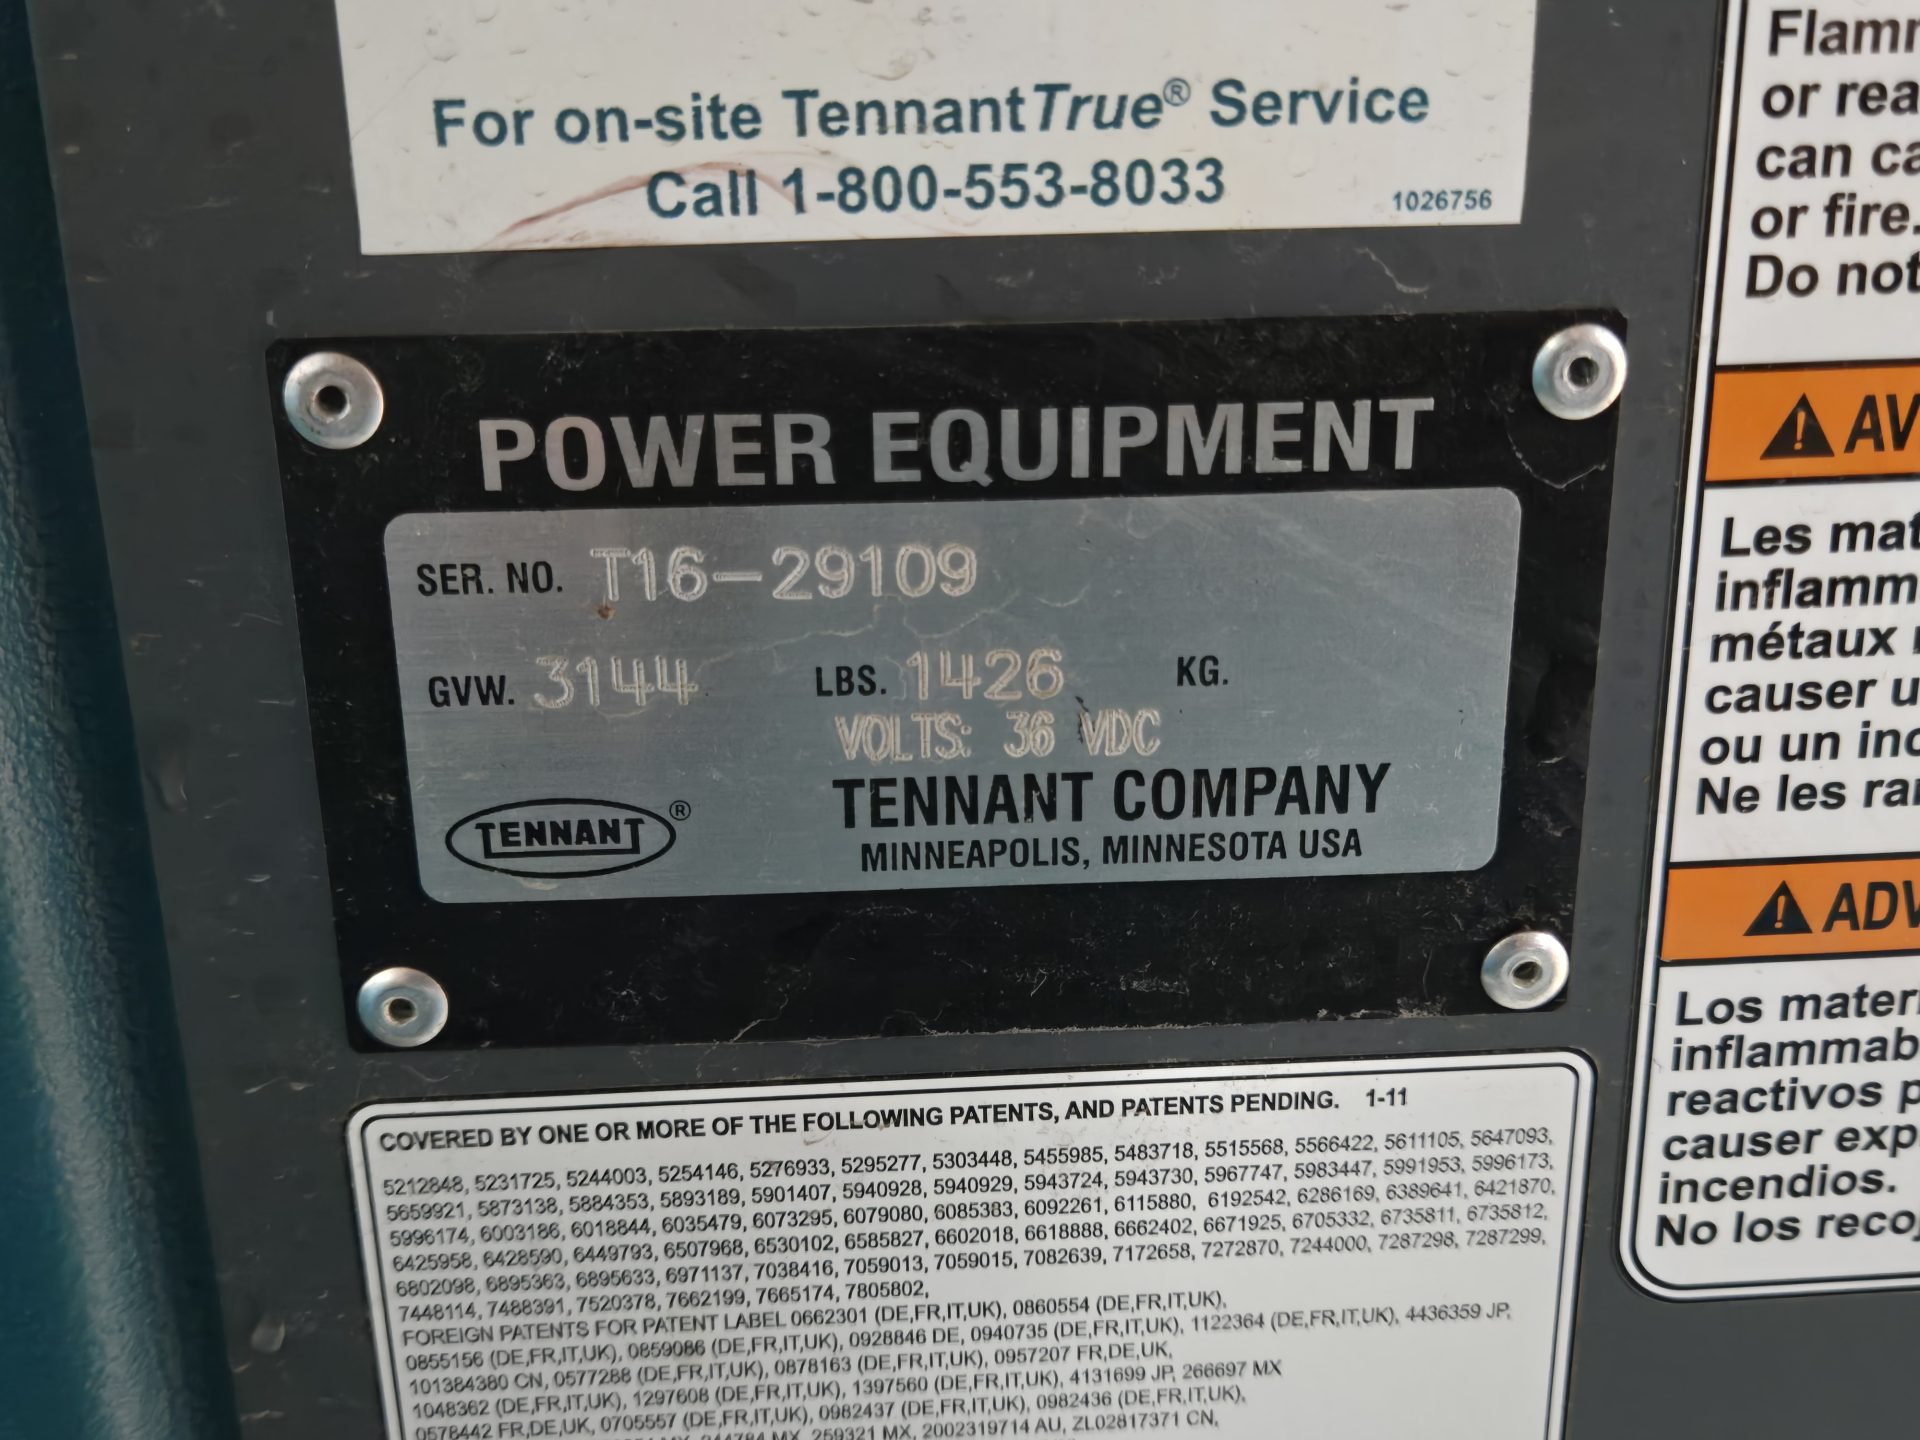 For on-site TennantTrue® Service
Call 1-800-553-8033
1026756
POWER EQUIPMENT
SER. NO. T16-29109
GVW. 3144 LBS. 1426 KG.
VOLTS: 36 VDC
TENNANT®
TENNANT COMPANY
MINNEAPOLIS, MINNESOTA USA
COVERED BY ONE OR MORE OF THE FOLLOWING PATENTS, AND PATENTS PENDING. 1-11
5212848, 5231725, 5244003, 5254146, 5276933, 5295277, 5303448, 5455985, 5483718, 5515568, 5566422, 5611105, 5647093,
5659921, 5873138, 5884353, 5893189, 5901407, 5940928, 5940929, 5943724, 5943730, 5967747, 5983447, 5991953, 5996173,
5996174, 6003186, 6018844, 6035479, 6073295, 6079080, 6085383, 6092261, 6115880, 6192542, 6286169, 6389641, 6421870,
6425958, 6428590, 6449793, 6507968, 6530102, 6585827, 6602018, 6618888, 6662402, 6671925, 6705332, 6735811, 6735812,
6802098, 6895363, 6895633, 6971137, 7038416, 7059013, 7059015, 7082639, 7172658, 7272870, 7244000, 7287298, 7287299,
7448114, 7488391, 7520378, 7662199, 7665174, 7805802,
FOREIGN PATENTS FOR PATENT LABEL 0662301 (DE,FR,IT,UK), 0860554 (DE,FR,IT,UK),
0855156 (DE,FR,IT,UK), 0859086 (DE,FR,IT,UK), 0928846 DE, 0940735 (DE,FR,IT,UK), 1122364 (DE,FR,IT,UK), 4436359 JP,
101384380 CN, 0577288 (DE,FR,IT,UK), 0878163 (DE,FR,IT,UK), 0957207 FR,DE,UK,
1048362 (DE,FR,IT,UK), 1297608 (DE,FR,IT,UK), 1397560 (DE,FR,IT,UK), 4131699 JP, 266697 MX
0578442 FR,DE,UK, 0705557 (DE,FR,IT,UK), 0982437 (DE,FR,IT,UK), 0982436 (DE,FR,IT,UK),
259321 MX, 2002319714 AU, ZL02817371 CN,
Flamm
or rea
can ca
or fire.
Do not
AV
Les mat
inflamm
métaux
causer u
ou un inc
Ne les ra
ADV
Los mater
inflammab
reactivos p
causer exp
incendios.
No los reco